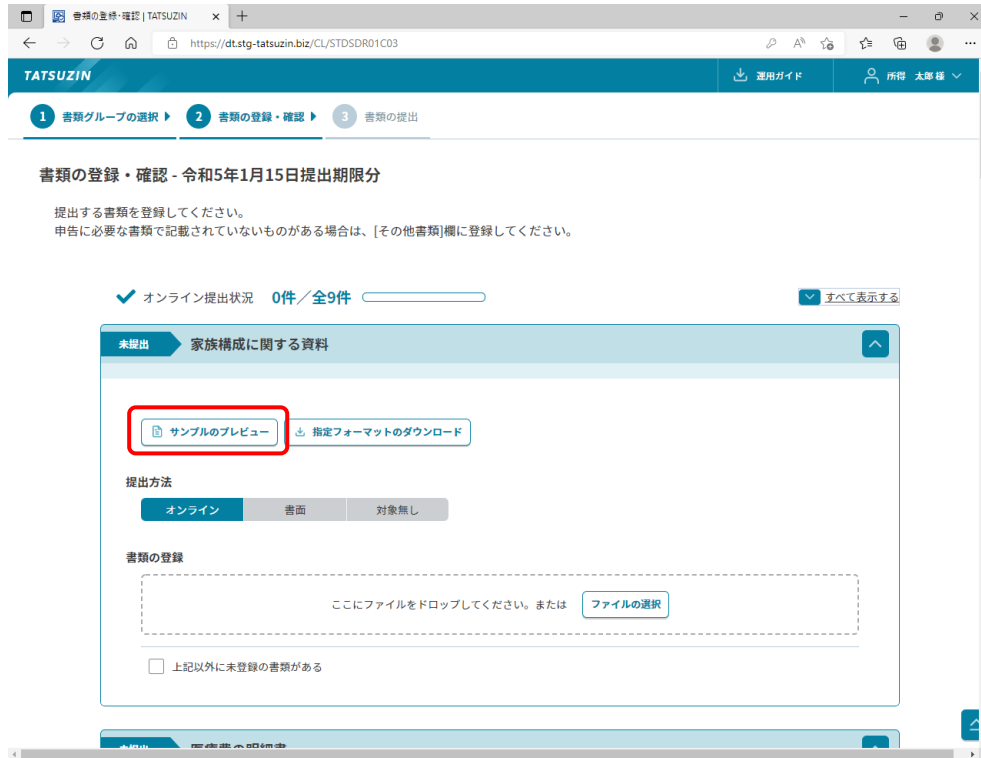 書類の登録・確認 | TATSUZIN
https://dt.stg-tatsuzin.biz/CL/STDSDR01C03
TATSUZIN
運用ガイド
所得 太郎 様
1 書類グループの選択
2 書類の登録・確認
3 書類の提出
書類の登録・確認 - 令和5年1月15日提出期限分
提出する書類を登録してください。
申告に必要な書類で記載されていないものがある場合は、[その他書類]欄に登録してください。
オンライン提出状況 0件／全9件
すべて表示する
未提出 家族構成に関する資料
サンプルのプレビュー
指定フォーマットのダウンロード
提出方法
オンライン 書面 対象無し
書類の登録
ここにファイルをドロップしてください。または ファイルの選択
上記以外に未登録の書類がある
未提出 医療費の明細書